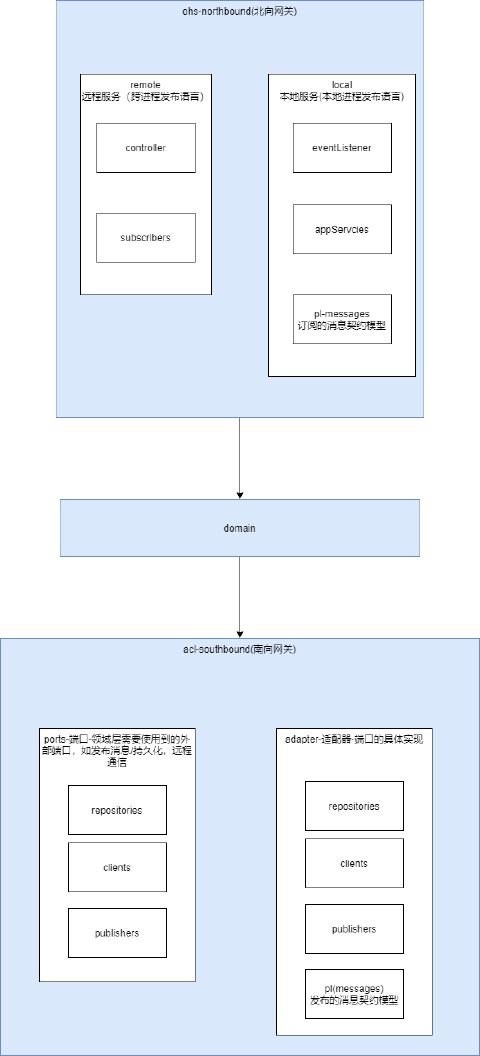 ohs-northbound(北向网关)
remote
远程服务（跨进程发布语言）
controller
subscribers
local
本地服务(本地进程发布语言)
eventListener
appServcies
pl-messages
订阅的消息契约模型
domain
acl-southbound(南向网关)
ports-端口-领域层需要使用到的外
部端口，如发布消息/持久化，远程
通信
repositories
clients
publishers
adapter-适配器-端口的具体实现
repositories
clients
publishers
pl(messages)
发布的消息契约模型